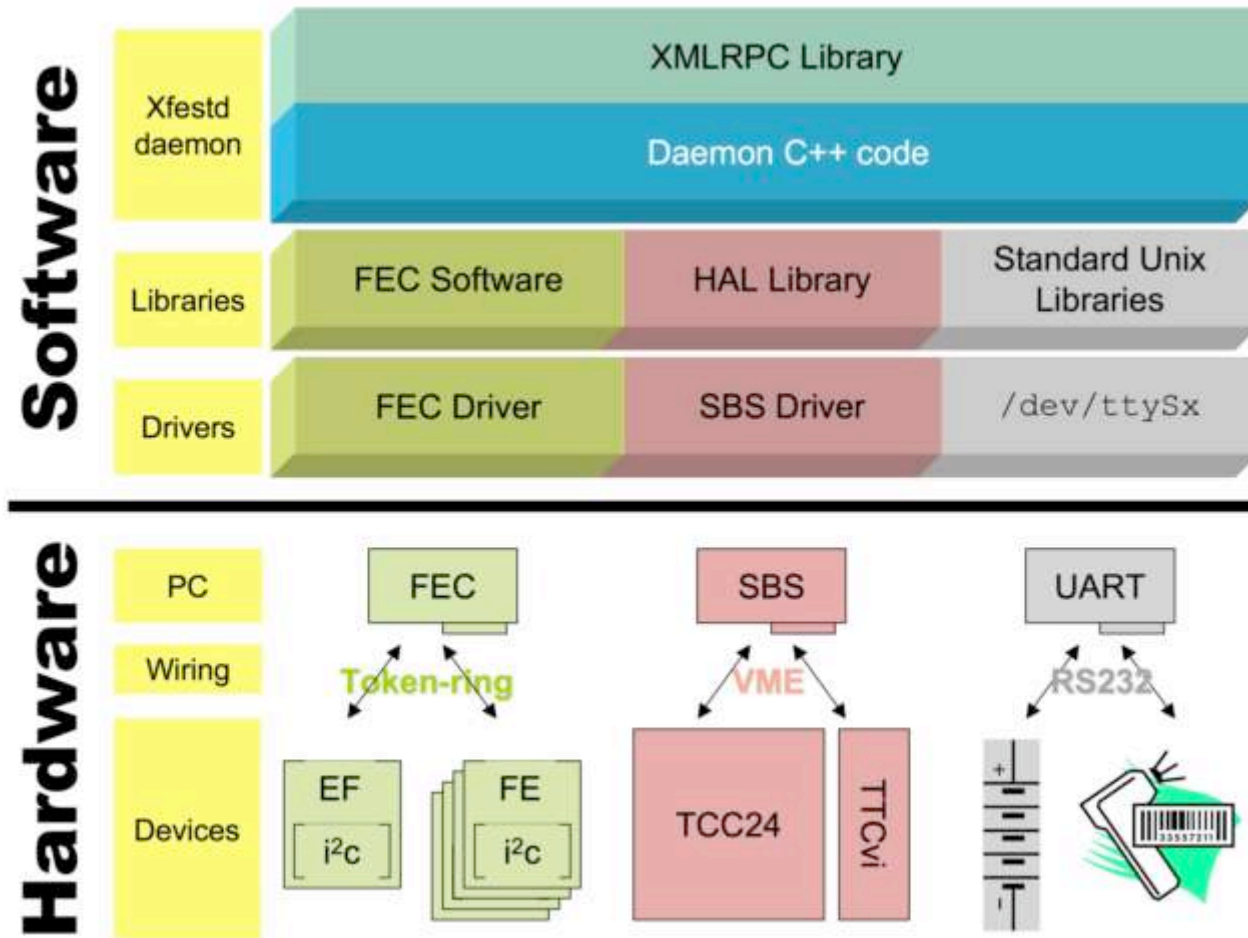 Software
Xfestd
daemon
XMLRPC Library
Daemon C++ code
Libraries
FEC Software
HAL Library
Standard Unix
Libraries
Drivers
FEC Driver
SBS Driver
/dev/ttySx
Hardware
PC
FEC
SBS
UART
Wiring
Token-ring
VME
RS232
Devices
EF
i²c
FE
i²c
TCC24
TTCvi
+
-
33557211